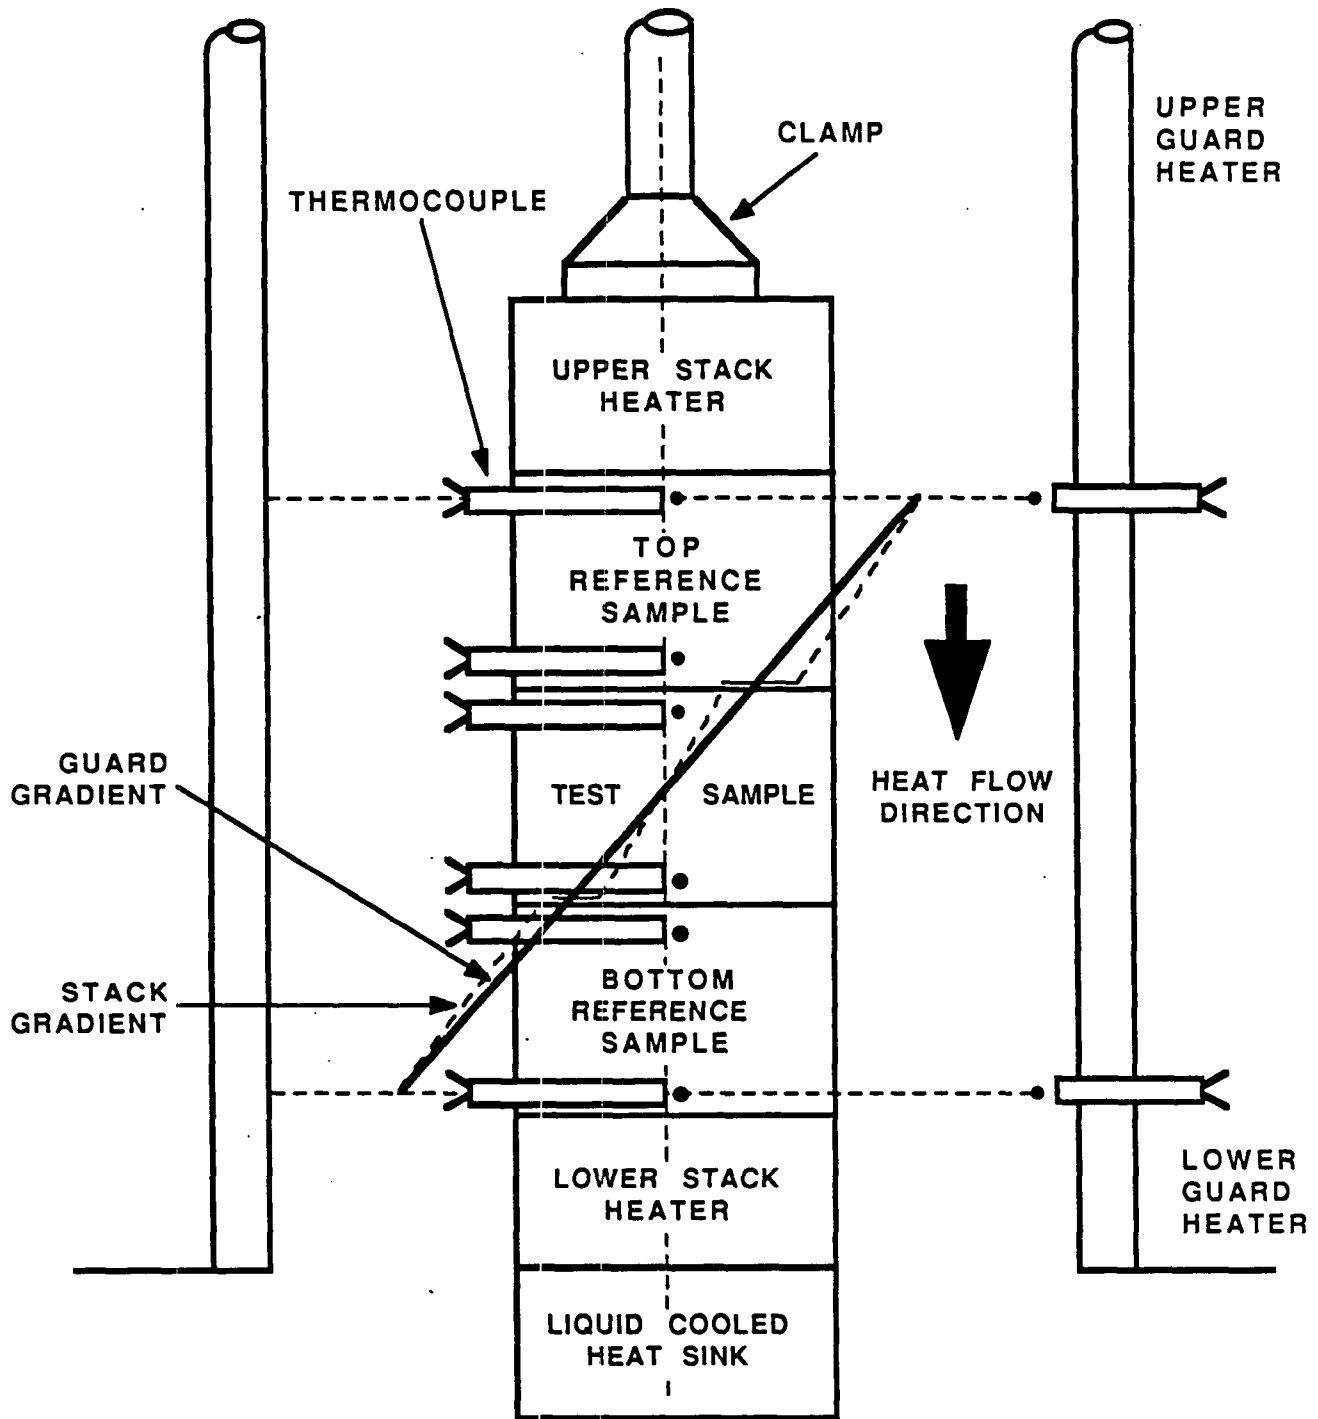 UPPER
GUARD
HEATER
CLAMP
THERMOCOUPLE
UPPER STACK
HEATER
TOP
REFERENCE
SAMPLE
GUARD
GRADIENT
TEST SAMPLE
HEAT FLOW
DIRECTION
STACK
GRADIENT
BOTTOM
REFERENCE
SAMPLE
LOWER STACK
HEATER
LOWER
GUARD
HEATER
LIQUID COOLED
HEAT SINK